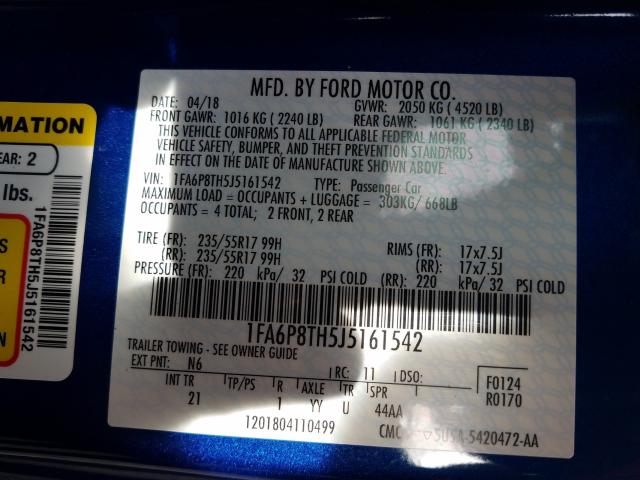 MFD. BY FORD MOTOR CO.
DATE: 04/18 GVWR: 2050 KG ( 4520 LB)
FRONT GAWR: 1016 KG ( 2240 LB) REAR GAWR: 1061 KG ( 2340 LB)
THIS VEHICLE CONFORMS TO ALL APPLICABLE FEDERAL MOTOR
VEHICLE SAFETY, BUMPER, AND THEFT PREVENTION STANDARDS
IN EFFECT ON THE DATE OF MANUFACTURE SHOWN ABOVE.
VIN: 1FA6P8TH5J5161542 TYPE: Passenger Car
MAXIMUM LOAD = OCCUPANTS + LUGGAGE = 303KG/ 668LB
OCCUPANTS = 4 TOTAL; 2 FRONT, 2 REAR
TIRE (FR): 235/55R17 99H RIMS (FR): 17x7.5J
(RR): 235/55R17 99H (RR): 17x7.5J
PRESSURE (FR): 220 kPa/ 32 PSI COLD (RR): 220 kPa/ 32 PSI COLD
1FA6P8TH5J5161542
TRAILER TOWING - SEE OWNER GUIDE
EXT PNT: N6 RC: 11 DSO: F0124
INT TR TP/PS R AXLE TR SPR R0170
21 1 YY U 44AA
1201804110499 CMC 5U5A-5420472-AA
MATION
EAR: 2
lbs.
S
R
1FA6P8TH5J5161542